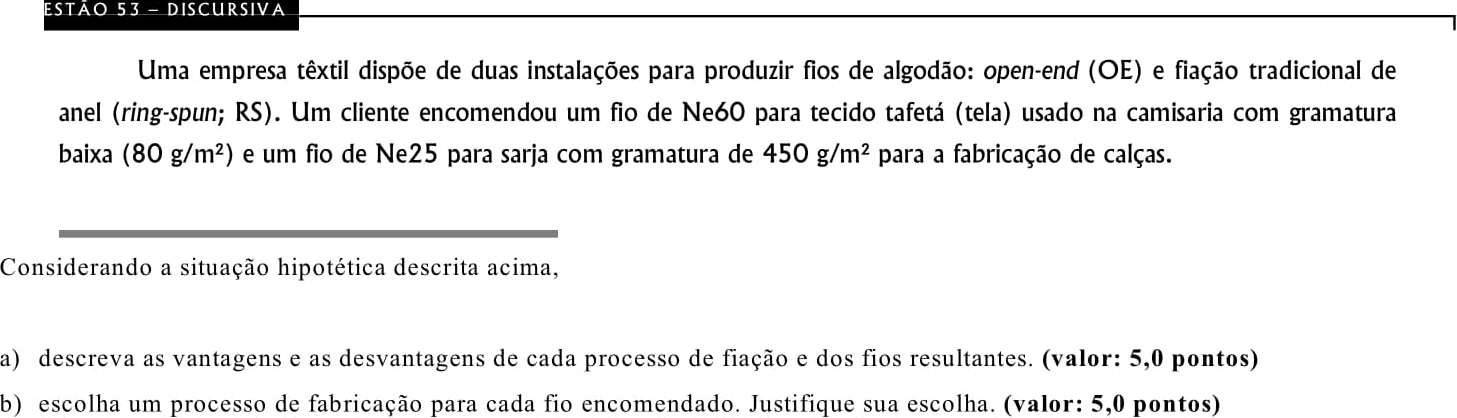 ESTÃO 53 – DISCURSIVA
Uma empresa têxtil dispõe de duas instalações para produzir fios de algodão: open-end (OE) e fiação tradicional de
anel (ring-spun; RS). Um cliente encomendou um fio de Ne60 para tecido tafetá (tela) usado na camisaria com gramatura
baixa (80 g/m²) e um fio de Ne25 para sarja com gramatura de 450 g/m² para a fabricação de calças.
Considerando a situação hipotética descrita acima,
a) descreva as vantagens e as desvantagens de cada processo de fiação e dos fios resultantes. (valor: 5,0 pontos)
b) escolha um processo de fabricação para cada fio encomendado. Justifique sua escolha. (valor: 5,0 pontos)